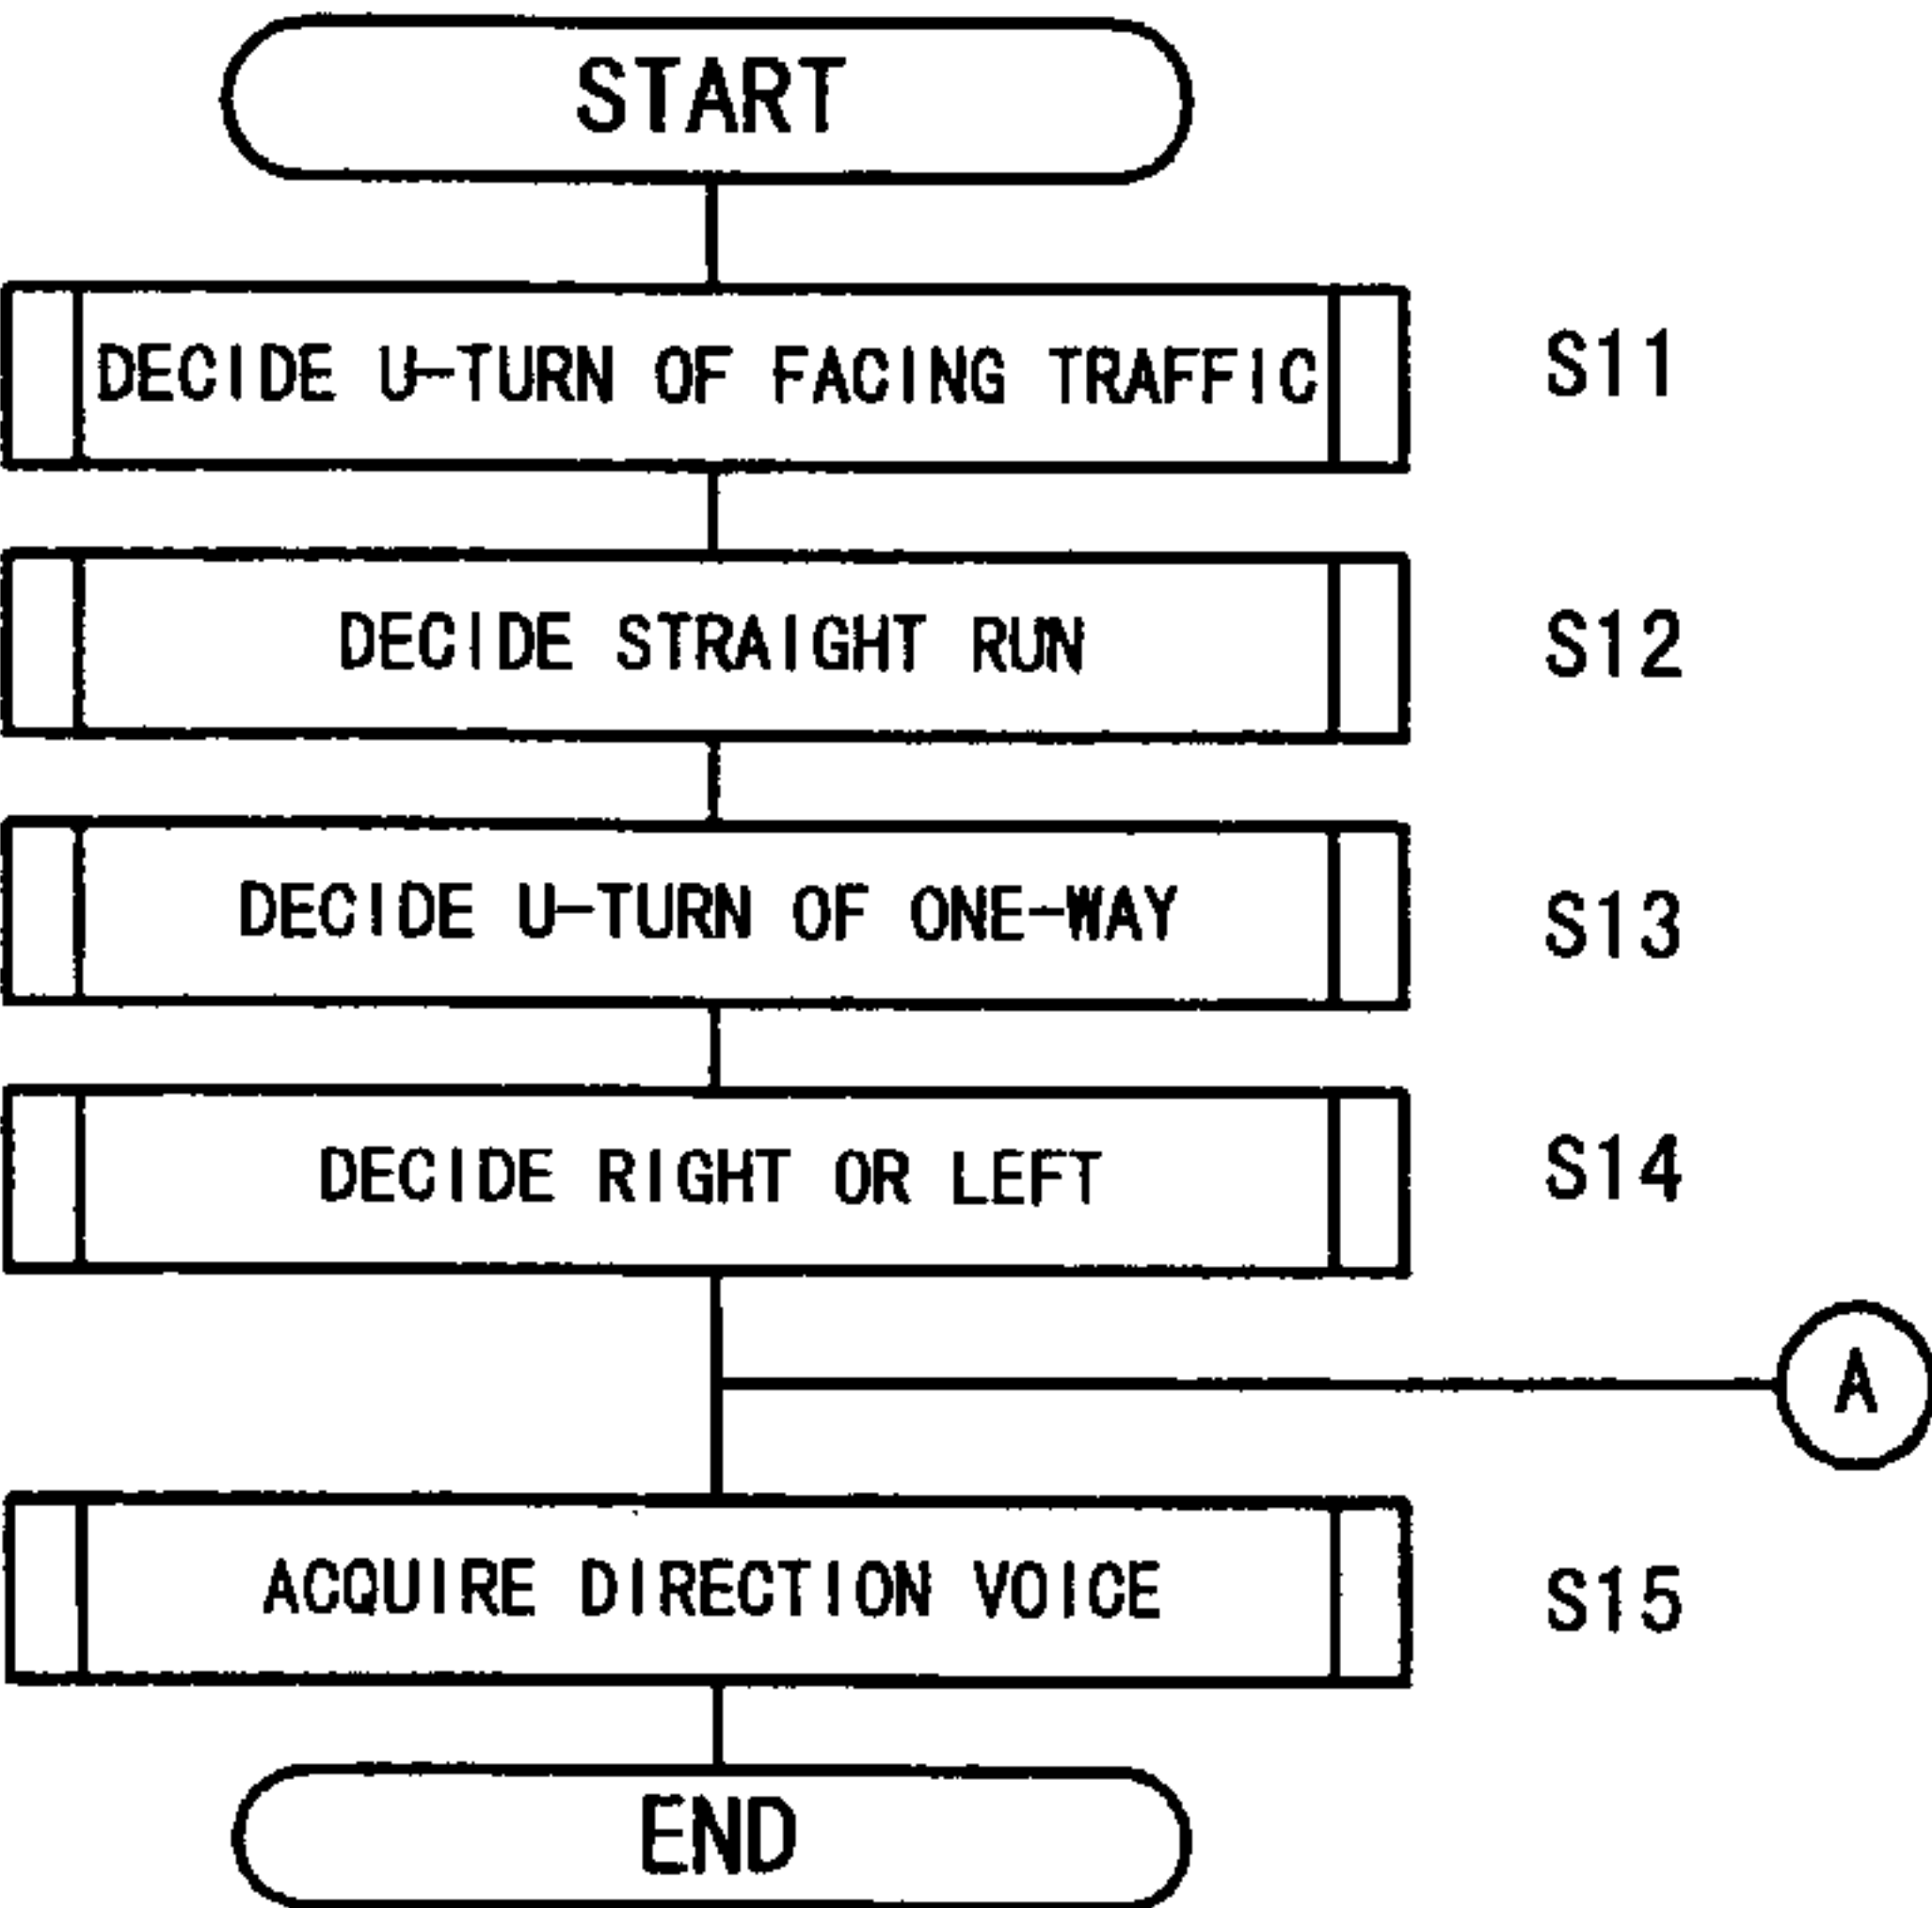 START
DECIDE U-TURN OF FACING TRAFFIC S11
DECIDE STRAIGHT RUN S12
DECIDE U-TURN OF ONE-WAY S13
DECIDE RIGHT OR LEFT S14
A
ACQUIRE DIRECTION VOICE S15
END